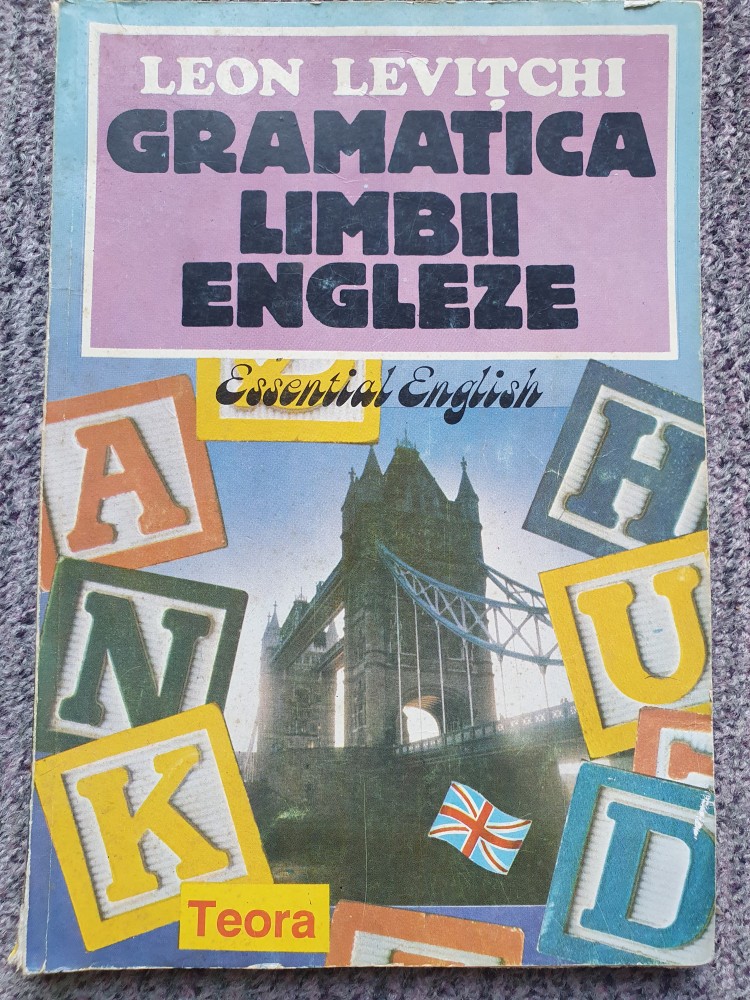 LEON LEVIȚCHI
GRAMATICA
LIMBII
ENGLEZE
Essential English
A
H
N
U
K
D
Teora